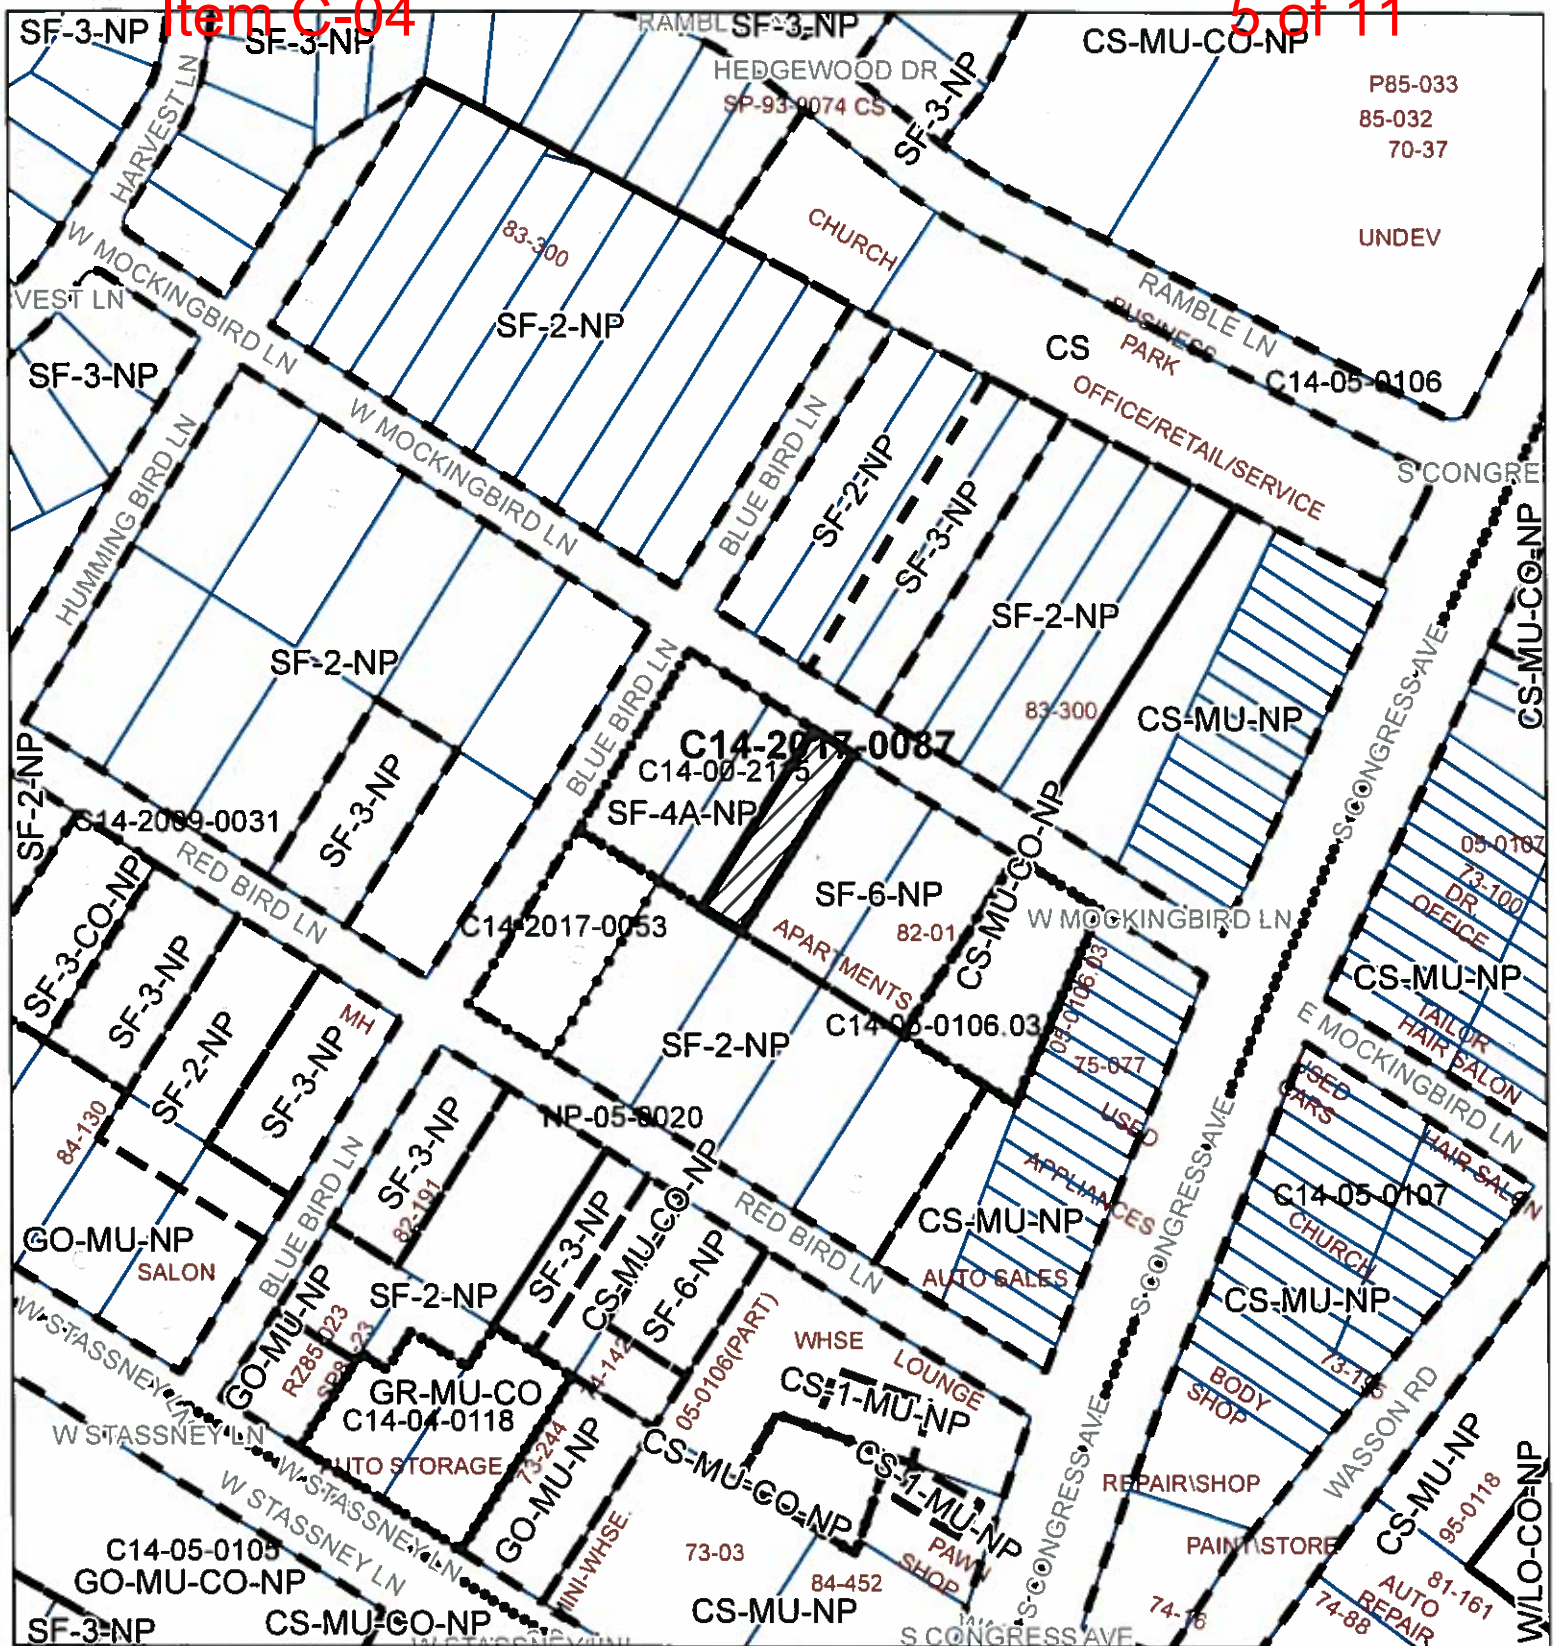 Item C-04
5 of 11
SF-3-NP
SF-3-NP
SF-3-NP
CS-MU-CO-NP
HEDGEWOOD DR
SP-93-0074 CS
SF-3-NP
P85-033
85-032
70-37
UNDEV
HARVEST LN
W MOCKINGBIRD LN
VEST LN
83-300
CHURCH
SF-2-NP
RAMBLE LN
BUSINESS
PARK
CS
C14-05-0106
OFFICE/RETAIL/SERVICE
SF-3-NP
W MOCKINGBIRD LN
BLUE BIRD LN
SF-2-NP
SF-3-NP
S CONGRE
CS-MU-CO-NP
HUMMING BIRD LN
SF-2-NP
SF-2-NP
83-300
CS-MU-NP
S CONGRESS AVE
BLUE BIRD LN
C14-2017-0087
C14-00-2115
SF-4A-NP
SF-2-NP
C14-2009-0031
SF-3-NP
RED BIRD LN
SF-6-NP
82-01
APARTMENTS
CS-MU-CO-NP
W MOCKINGBIRD LN
05-0107
73-100
DR.
OFFICE
CS-MU-NP
TAILOR
HAIR SALON
E MOCKINGBIRD LN
SF-3-CO-NP
SF-3-NP
SF-2-NP
SF-3-NP
MH
C14-2017-0053
SF-2-NP
C14-05-0106.03
05-0106.03
75-077
USED
APPLIANCES
USED
CARS
HAIR SALON
C14-05-0107
CHURCH
84-130
NP-05-0020
SF-3-NP
82-191
BLUE BIRD LN
GO-MU-NP
SALON
SF-3-NP
CS-MU-CO-NP
SF-6-NP
RED BIRD LN
CS-MU-NP
AUTO SALES
S CONGRESS AVE
CS-MU-NP
SF-2-NP
GO-MU-NP
RZ85-023
W STASSNEY LN
GR-MU-CO
C14-04-0118
AUTO STORAGE
73-244
GO-MU-NP
05-0106(PART)
WHSE
LOUNGE
CS-1-MU-NP
CS-1-MU-NP
CS-MU-CO-NP
BODY
SHOP
73-195
WASSON RD
REPAIR SHOP
PAINT STORE
CS-MU-NP
95-0118
W/LO-CO-NP
W STASSNEY LN
W STASSNEY LN
W STASSNEY LN
MINI-WHSE.
73-03
84-452
PAWN
SHOP
CS-MU-NP
S CONGRESS AVE
74-16
81-161
AUTO
REPAIR
74-88
C14-05-0105
GO-MU-CO-NP
SF-3-NP
CS-MU-CO-NP
S CONGRESS AVE